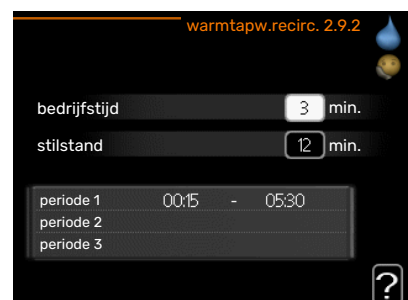 warmtapw.recirc. 2.9.2
bedrijfstijd 3 min.
stilstand 12 min.
periode 1 00:15 - 05:30
periode 2
periode 3
?